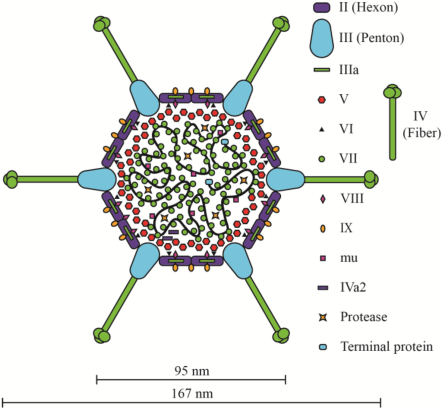 II (Hexon)
III (Penton)
IIIa
V
VI
VII
VIII
IX
mu
IVa2
Protease
Terminal protein
IV
(Fiber)
95 nm
167 nm